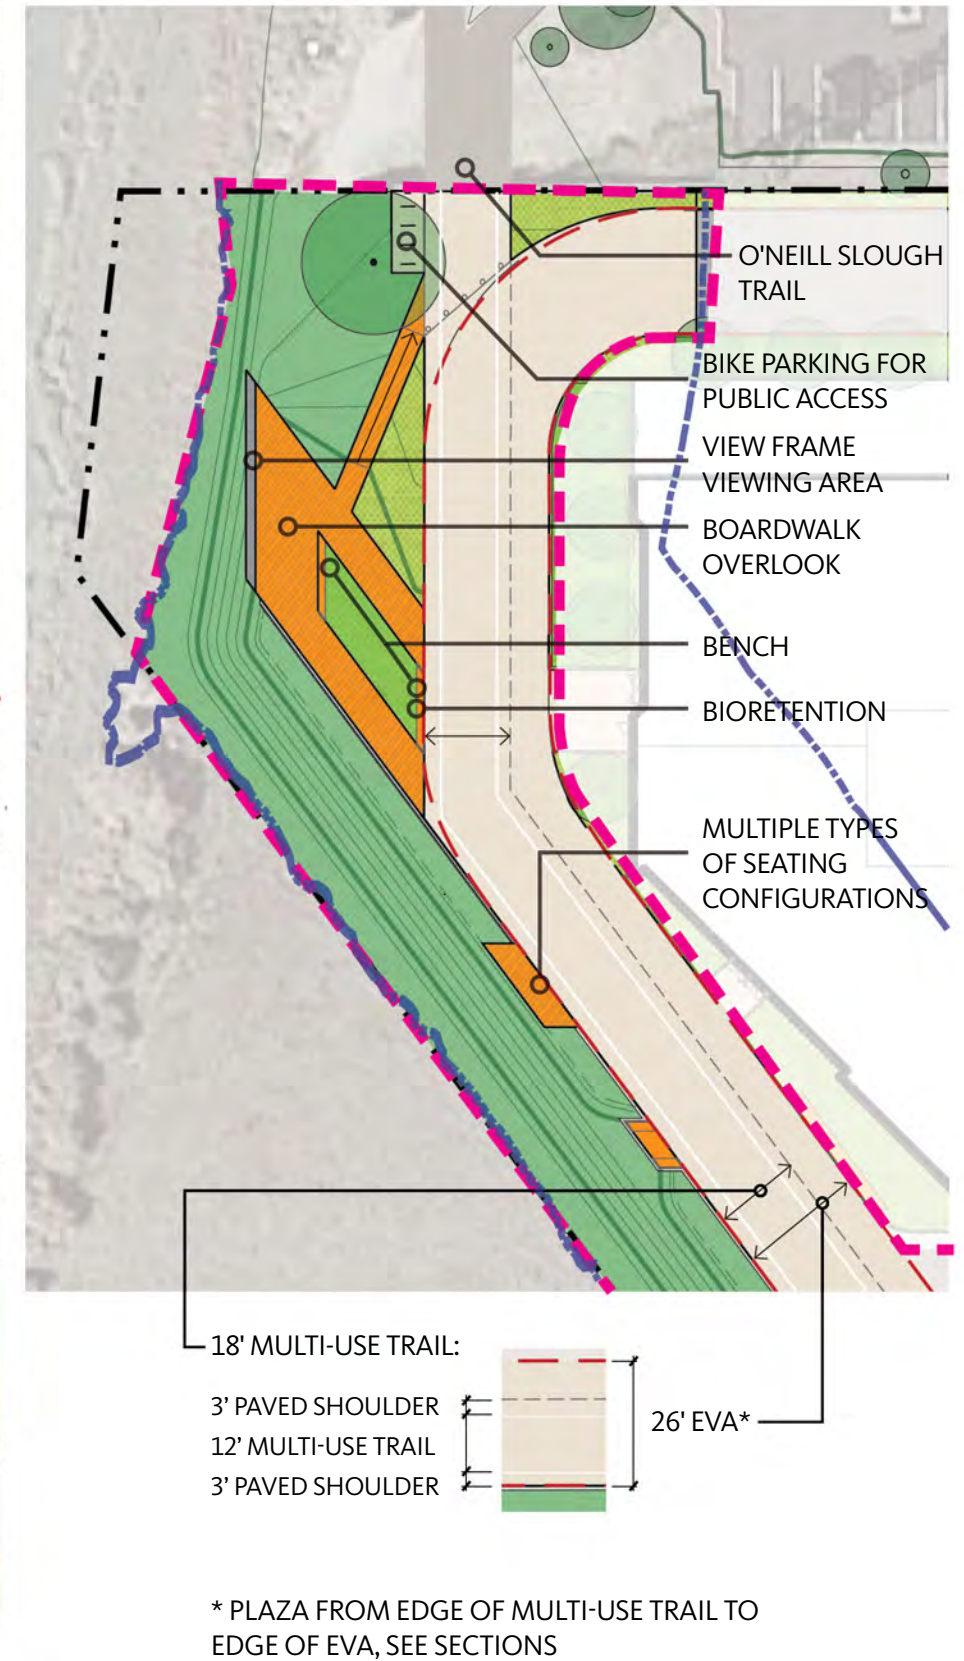 O'NEILL SLOUGH
TRAIL
BIKE PARKING FOR
PUBLIC ACCESS
VIEW FRAME
VIEWING AREA
BOARDWALK
OVERLOOK
BENCH
BIORETENTION
MULTIPLE TYPES
OF SEATING
CONFIGURATIONS
18' MULTI-USE TRAIL:
3’ PAVED SHOULDER
12’ MULTI-USE TRAIL
3’ PAVED SHOULDER
26' EVA*
* PLAZA FROM EDGE OF MULTI-USE TRAIL TO
EDGE OF EVA, SEE SECTIONS